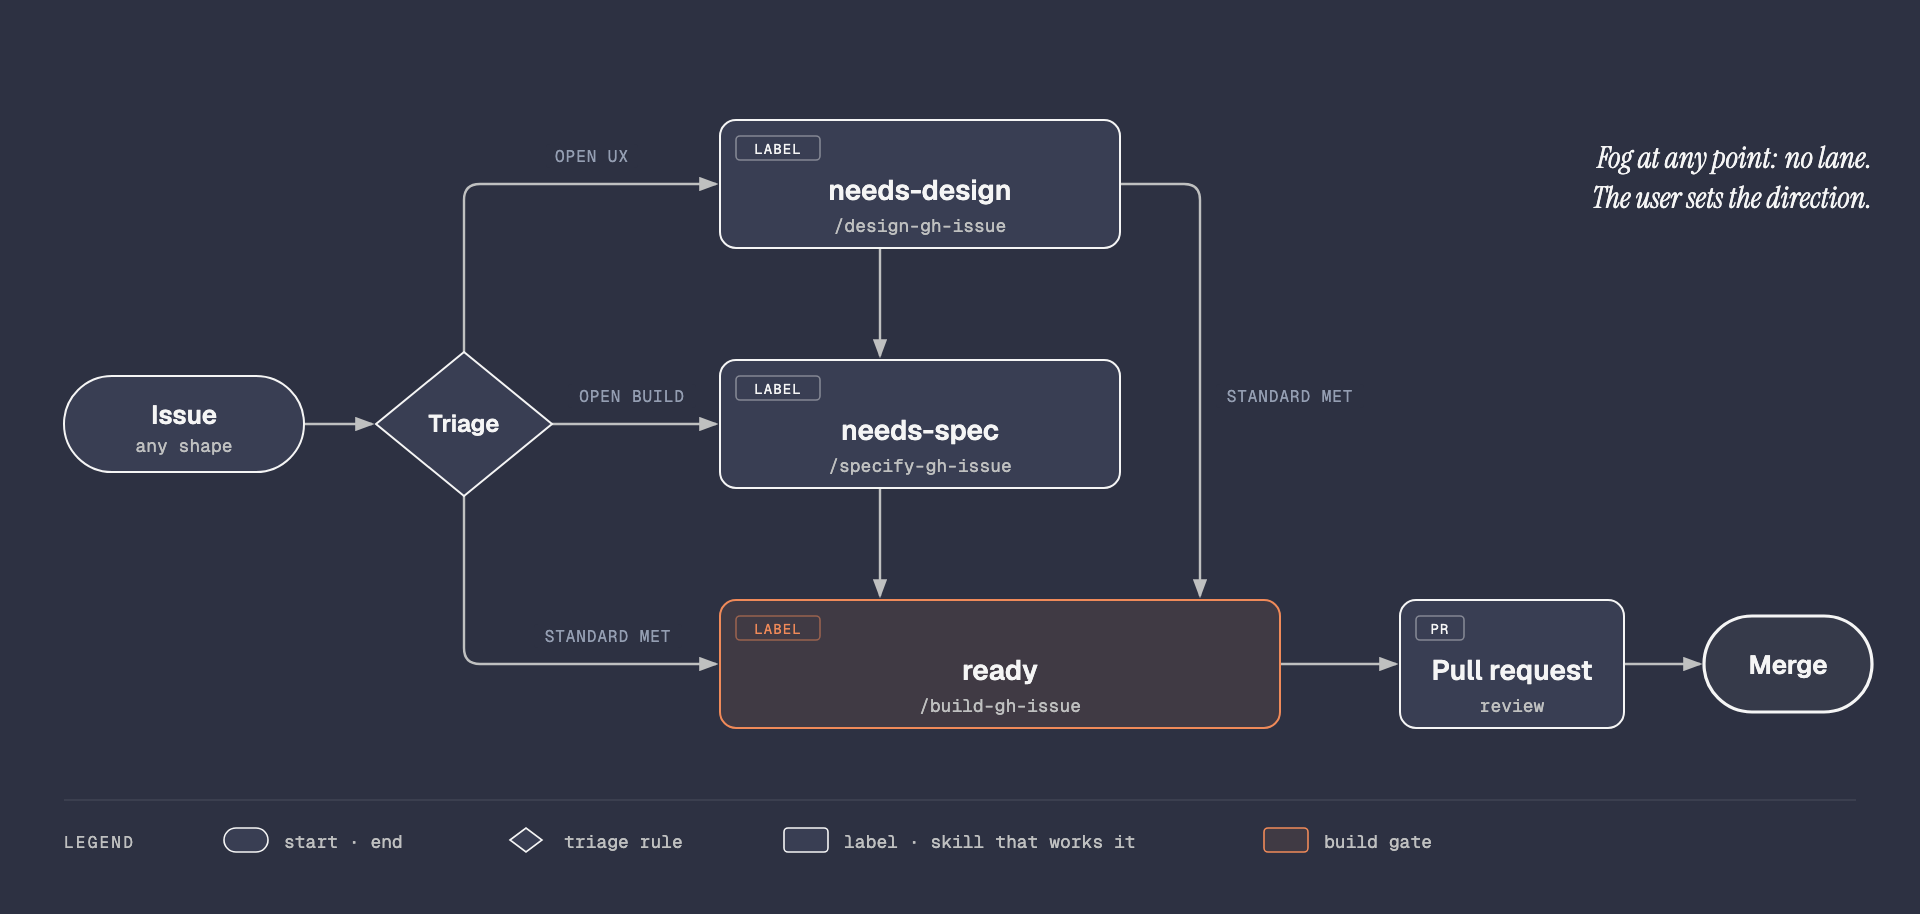 OPEN UX
LABEL
needs-design
/design-gh-issue
Fog at any point: no lane.
The user sets the direction.
Issue
any shape
Triage
OPEN BUILD
LABEL
needs-spec
/specify-gh-issue
STANDARD MET
STANDARD MET
LABEL
ready
/build-gh-issue
PR
Pull request
review
Merge
LEGEND
start · end
triage rule
label · skill that works it
build gate